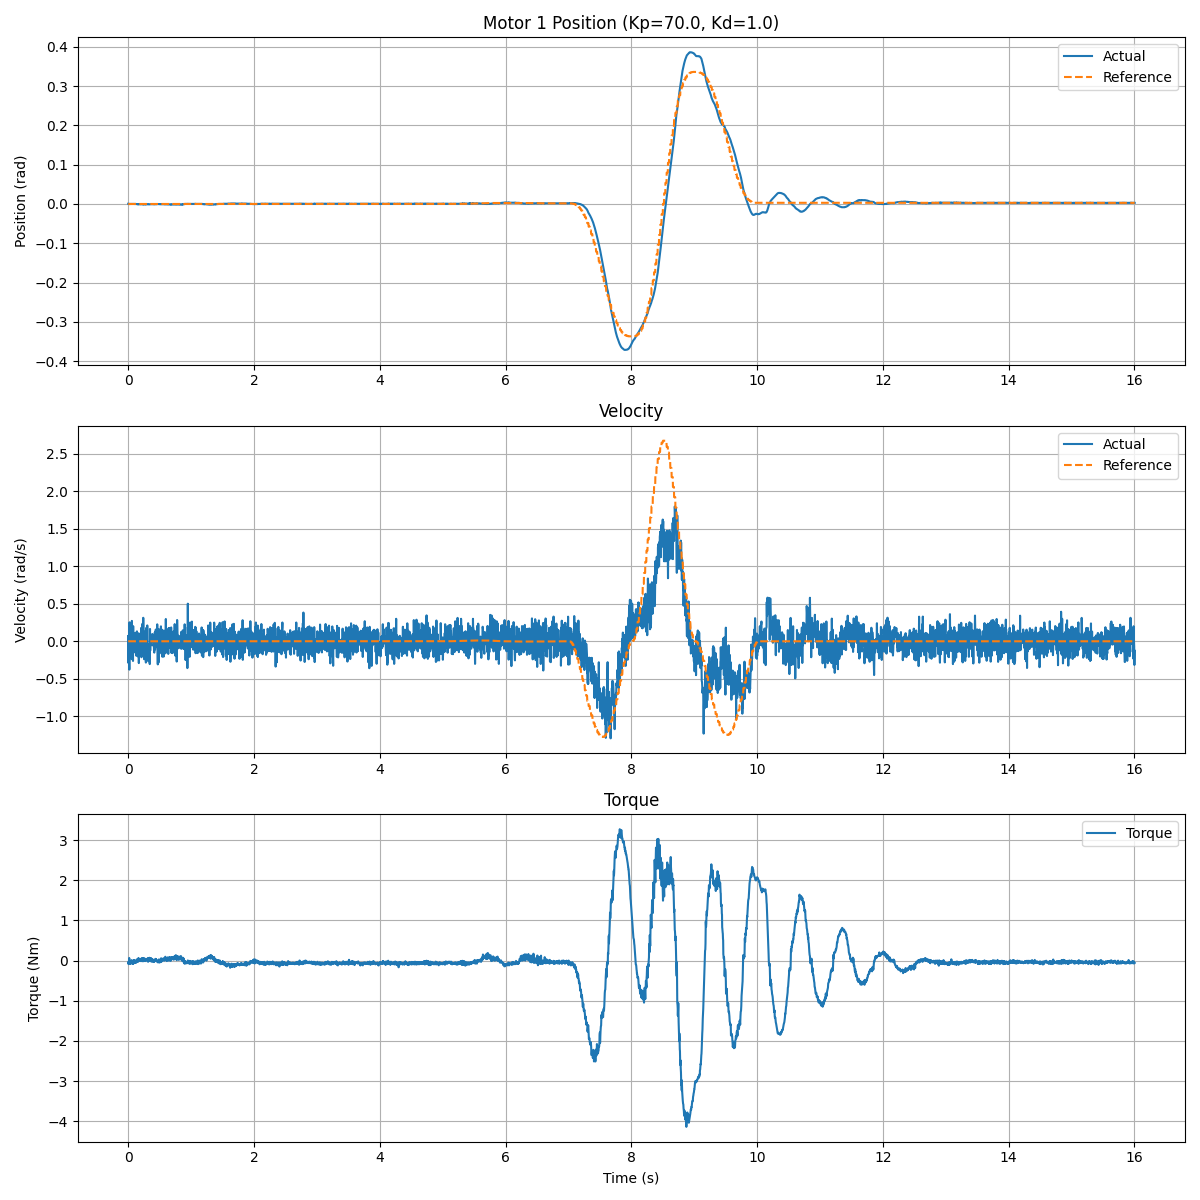 Motor 1 Position (Kp=70.0, Kd=1.0)
Position (rad)
0.4
0.3
0.2
0.1
0.0
−0.1
−0.2
−0.3
−0.4
Actual
Reference
0 2 4 6 8 10 12 14 16
Velocity
Velocity (rad/s)
2.5
2.0
1.5
1.0
0.5
0.0
−0.5
−1.0
Actual
Reference
0 2 4 6 8 10 12 14 16
Torque
Torque (Nm)
3
2
1
0
−1
−2
−3
−4
Torque
0 2 4 6 8 10 12 14 16
Time (s)